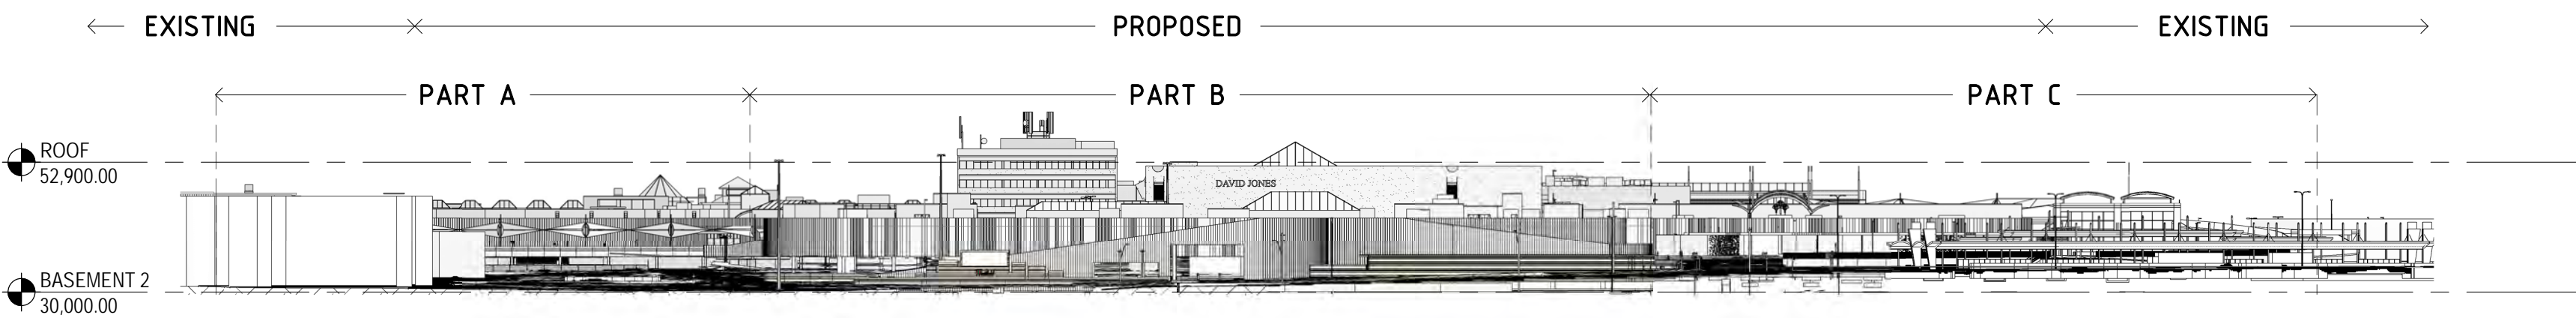 EXISTING PROPOSED EXISTING
PART A PART B PART C
ROOF
52,900.00
DAVID JONES
BASEMENT 2
30,000.00